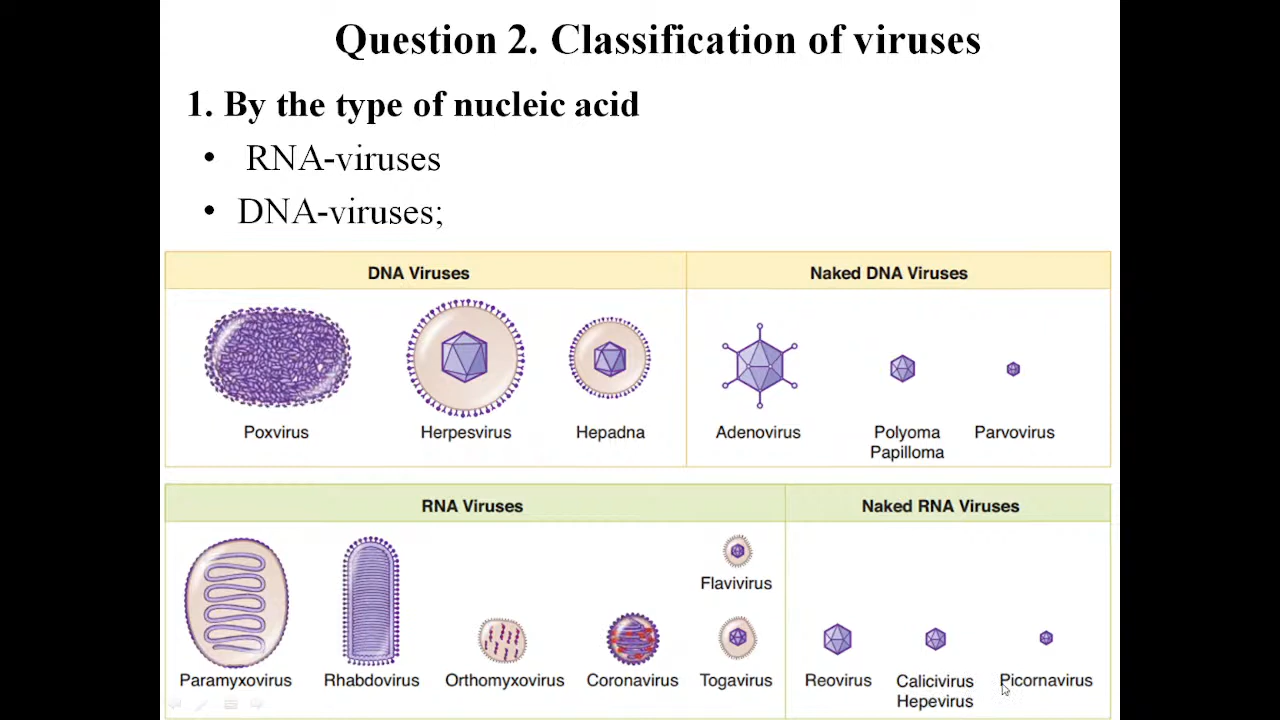 Question 2. Classification of viruses
1. By the type of nucleic acid
• RNA-viruses
• DNA-viruses;
DNA Viruses
Naked DNA Viruses
Poxvirus
Herpesvirus
Hepadna
Adenovirus
Polyoma
Papilloma
Parvovirus
RNA Viruses
Naked RNA Viruses
Flavivirus
Paramyxovirus
Rhabdovirus
Orthomyxovirus
Coronavirus
Togavirus
Reovirus
Calicivirus
Hepevirus
Picornavirus